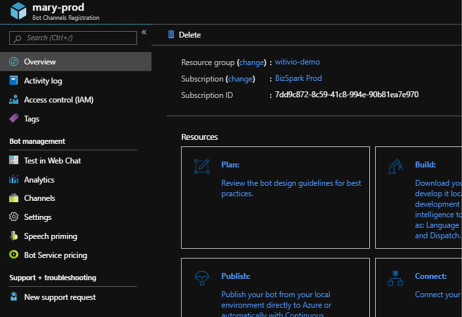 mary-prod
Bot Channels Registration
Search (Ctrl+/)
«
Overview
Activity log
Access control (IAM)
Tags
Bot management
Test in Web Chat
Analytics
Channels
Settings
Speech priming
Bot Service pricing
Support + troubleshooting
New support request
Delete
Resource group (change) : witivio-demo
Subscription (change) : BizSpark Prod
Subscription ID : 7dd9c872-8c59-41c8-994e-90b81ea7e970
Resources
Plan:
Review the bot design guidelines for best
practices.
Build:
Download you
develop it loc
development
intelligence to
as: Language
and Dispatch.
Publish:
Publish your bot from your local
environment directly to Azure or
automatically with Continuous
Connect:
Connect your